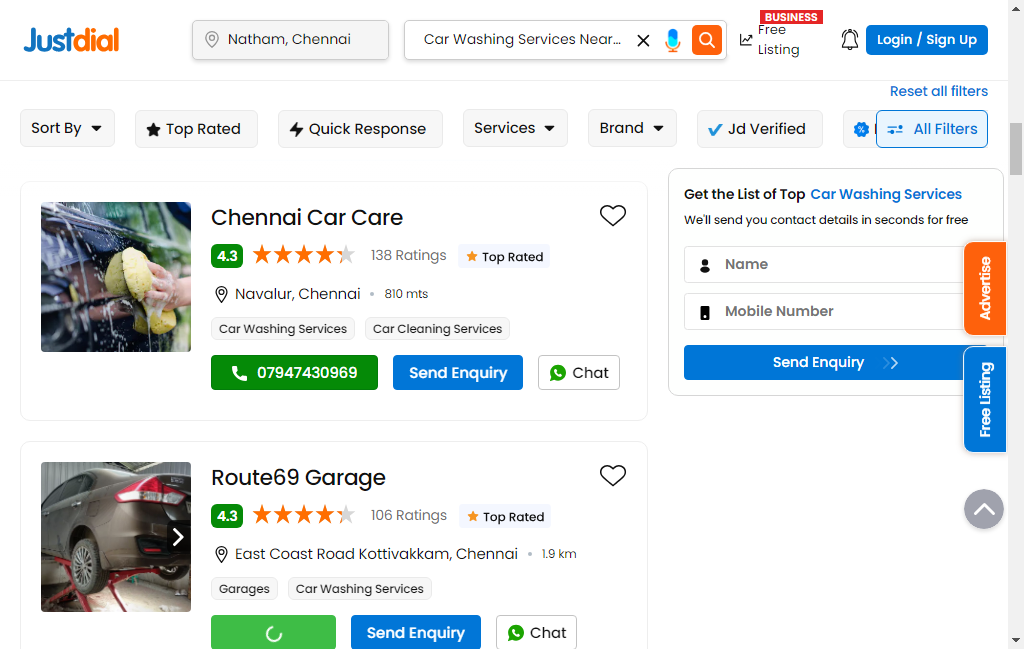 Justdial
Natham, Chennai
Car Washing Services Near...
BUSINESS
Free
Listing
Login / Sign Up
Reset all filters
Sort By
Top Rated
Quick Response
Services
Brand
Jd Verified
All Filters
Chennai Car Care
4.3
138 Ratings
Top Rated
Navalur, Chennai • 810 mts
Car Washing Services
Car Cleaning Services
07947430969
Send Enquiry
Chat
Route69 Garage
4.3
106 Ratings
Top Rated
East Coast Road Kottivakkam, Chennai • 1.9 km
Garages
Car Washing Services
Send Enquiry
Chat
Get the List of Top Car Washing Services
We'll send you contact details in seconds for free
Name
Mobile Number
Send Enquiry
Advertise
Free Listing